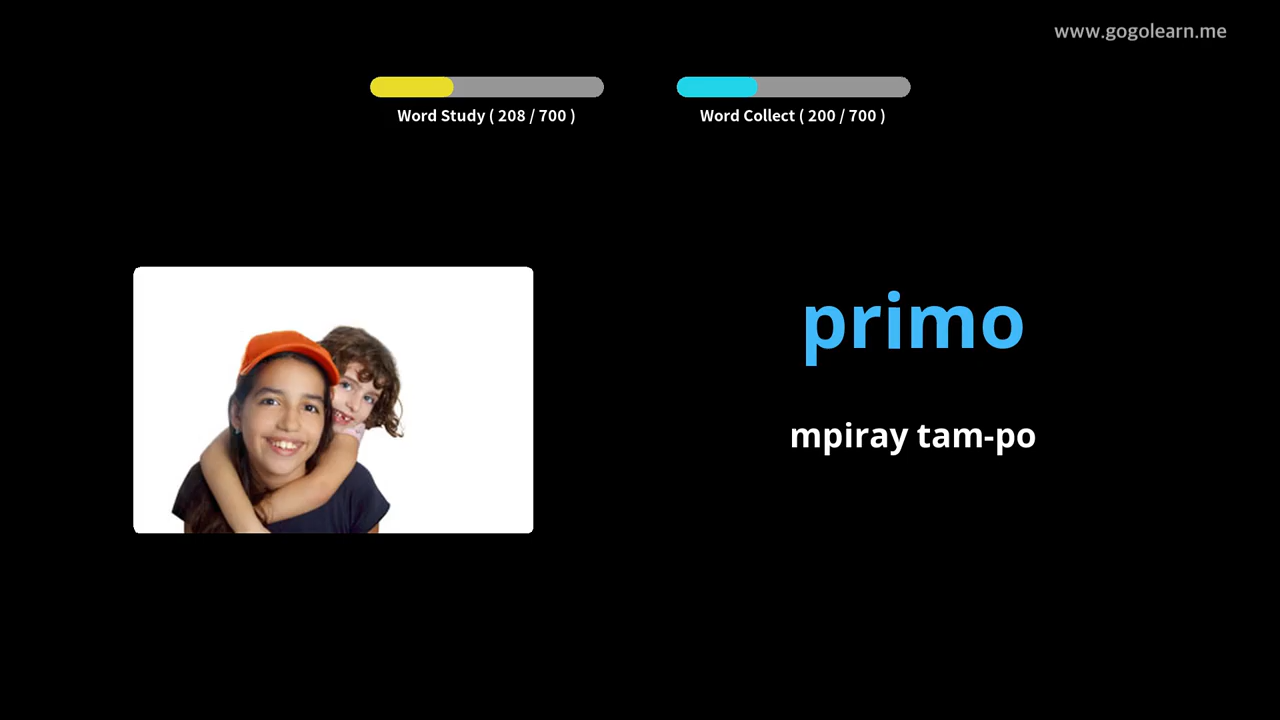 www.gogolearn.me
Word Study ( 208 / 700 )
Word Collect ( 200 / 700 )
primo
mpiray tam-po